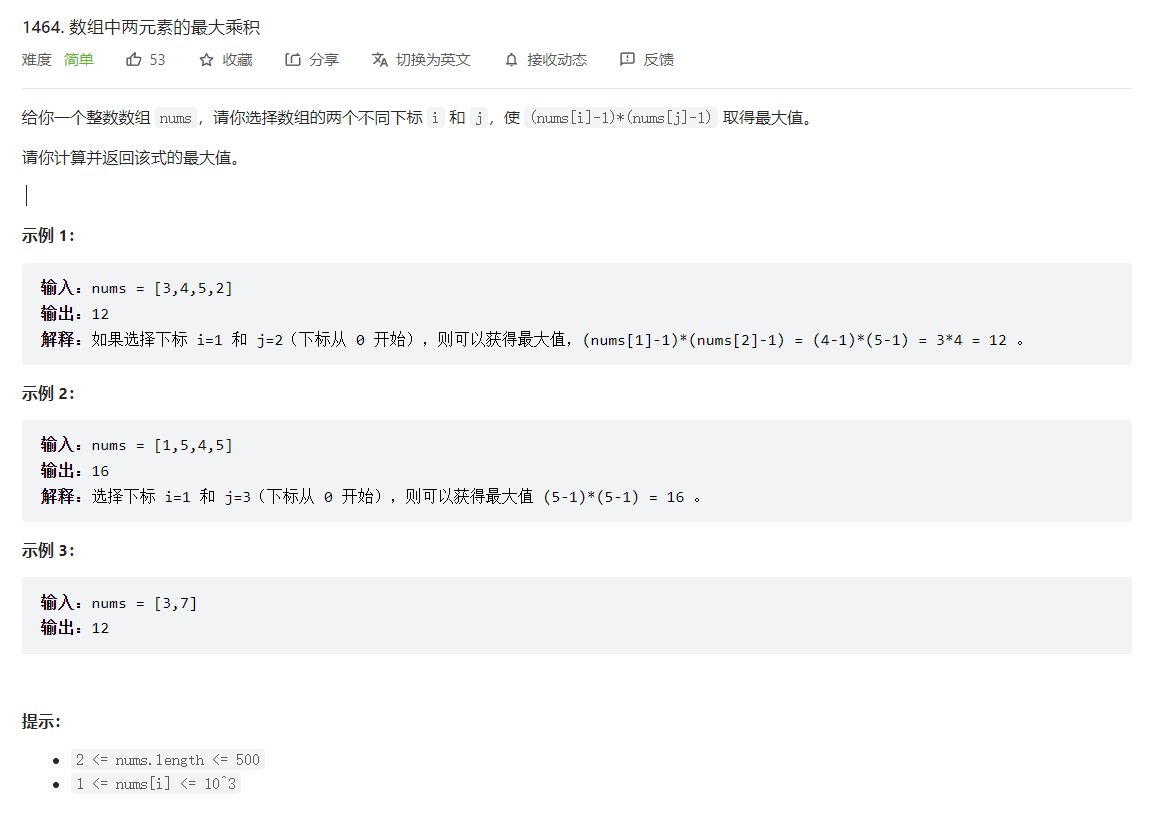 1464. 数组中两元素的最大乘积
难度 简单 53 收藏 分享 切换为英文 接收动态 反馈
给你一个整数数组 nums，请你选择数组的两个不同下标 i 和 j，使 (nums[i]-1)*(nums[j]-1) 取得最大值。
请你计算并返回该式的最大值。
示例 1：
输入：nums = [3,4,5,2]
输出：12
解释：如果选择下标 i=1 和 j=2（下标从 0 开始），则可以获得最大值，(nums[1]-1)*(nums[2]-1) = (4-1)*(5-1) = 3*4 = 12 。
示例 2：
输入：nums = [1,5,4,5]
输出：16
解释：选择下标 i=1 和 j=3（下标从 0 开始），则可以获得最大值 (5-1)*(5-1) = 16 。
示例 3：
输入：nums = [3,7]
输出：12
提示：
• 2 <= nums.length <= 500
• 1 <= nums[i] <= 10^3